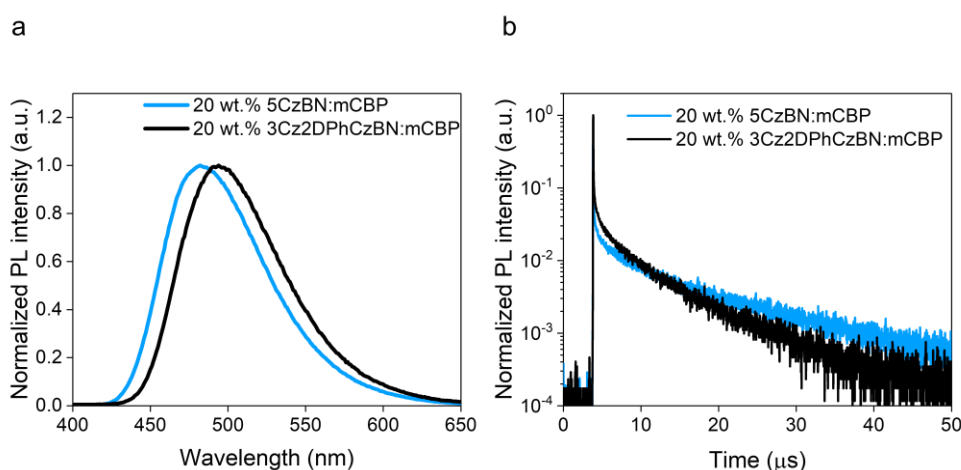 a
b
Normalized PL intensity (a.u.)
1.2
1.0
0.8
0.6
0.4
0.2
0.0
20 wt.% 5CzBN:mCBP
20 wt.% 3Cz2DPhCzBN:mCBP
400 450 500 550 600 650
Wavelength (nm)
Normalized PL intensity (a.u.)
10⁰
10⁻¹
10⁻²
10⁻³
10⁻⁴
20 wt.% 5CzBN:mCBP
20 wt.% 3Cz2DPhCzBN:mCBP
0 10 20 30 40 50
Time (μs)